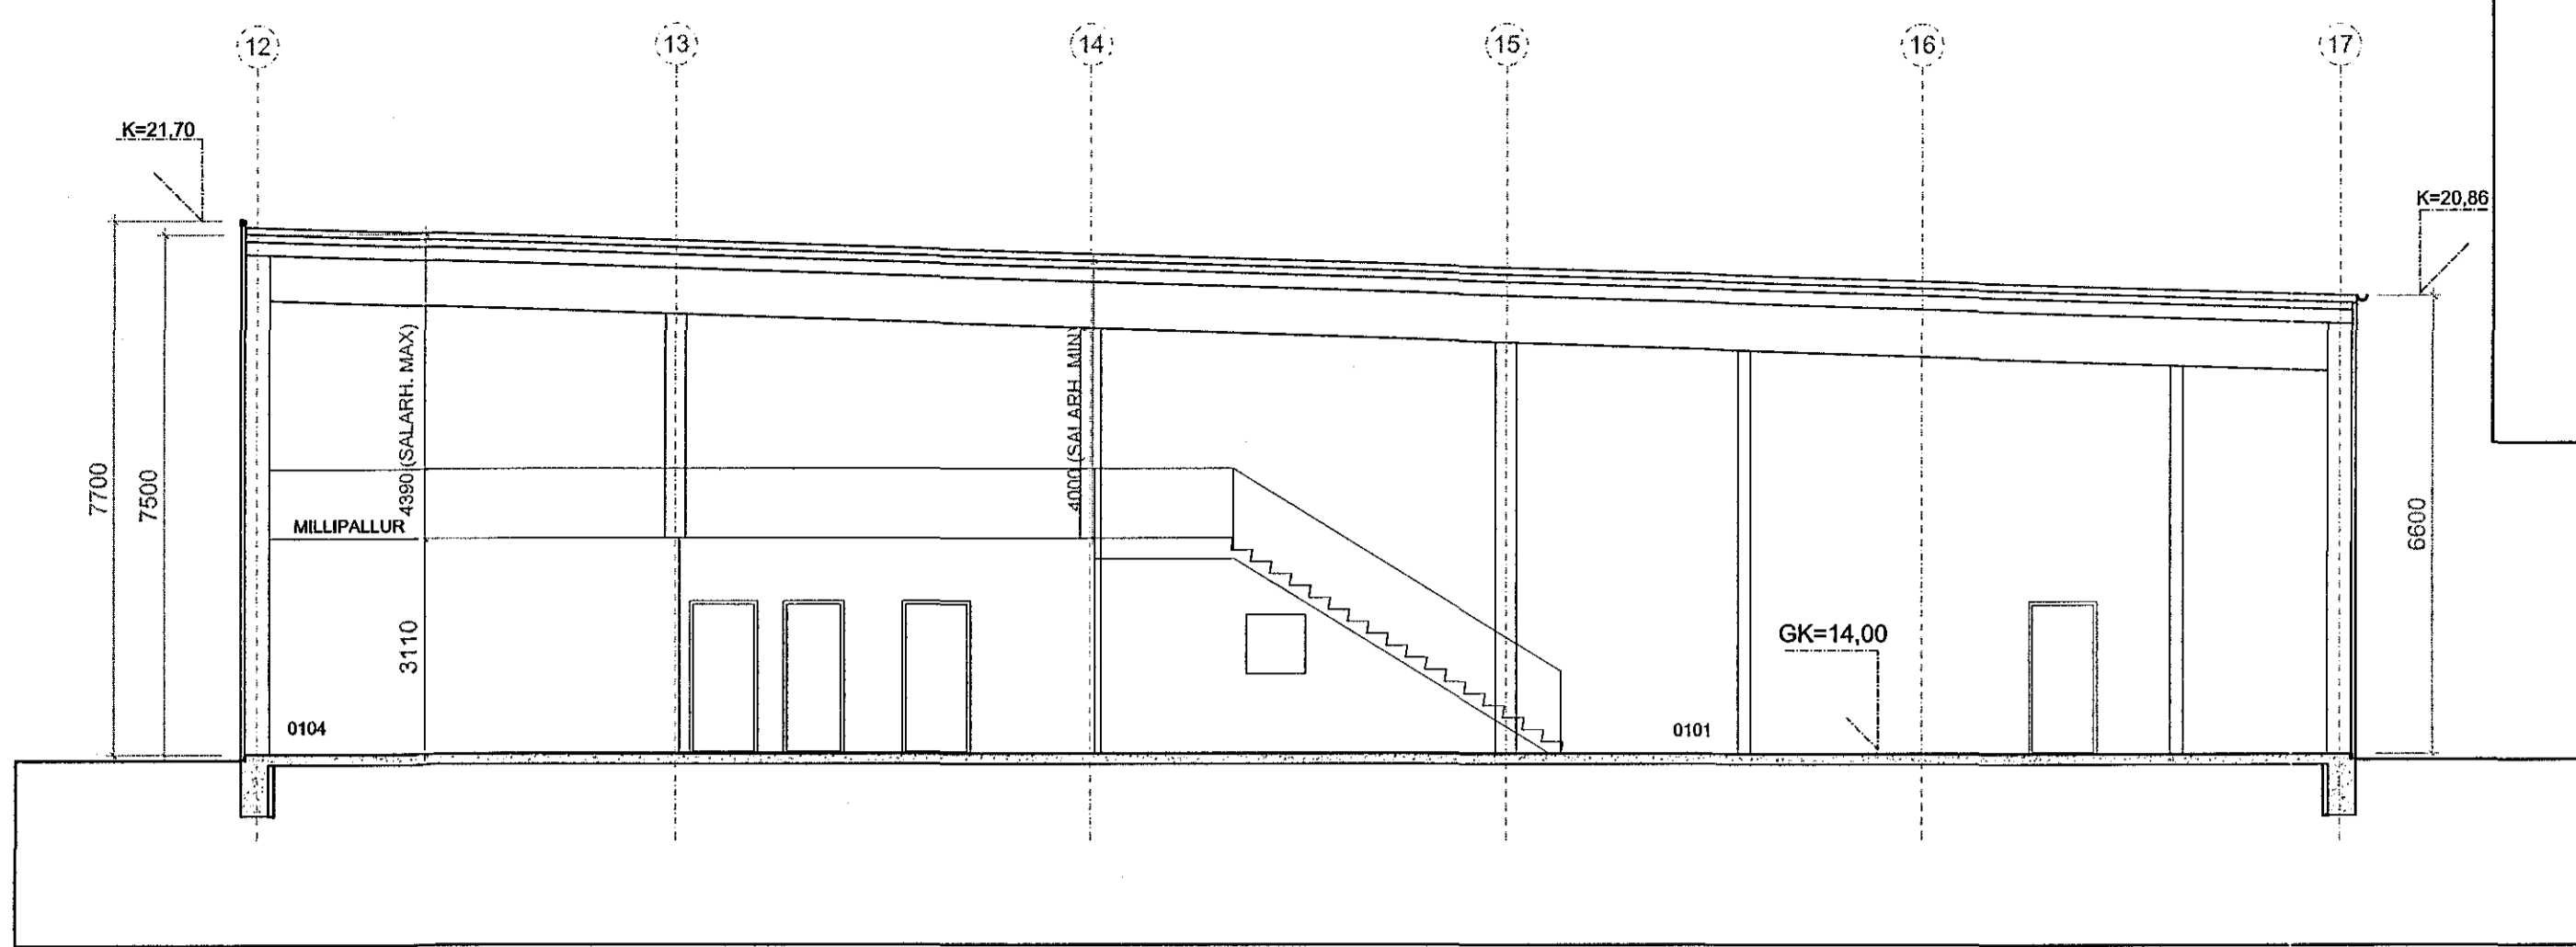 12
13
14
15
16
17
K=21,70
K=20,86
4390 (SALARH. MAX)
4000 (SALARH. MIN)
7700
7500
6600
MILLIPALLUR
3110
GK=14,00
0104
0101